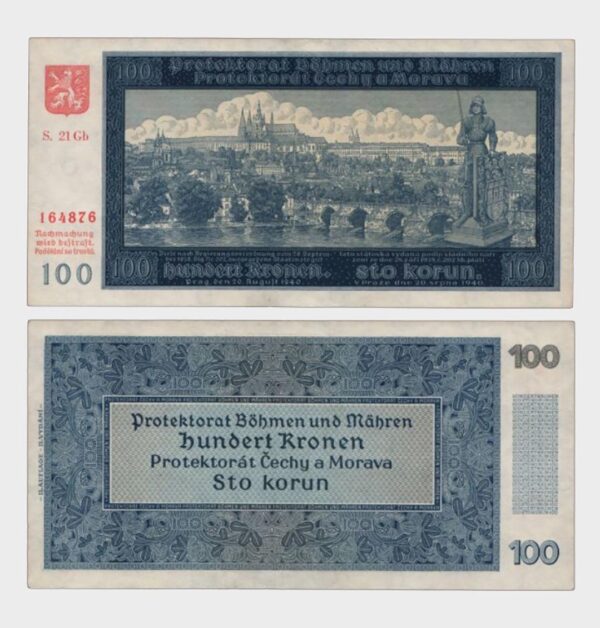 100 Protektorat Böhmen und Mähren 100
Protektorát Čechy a Morava
S. 21 Gb
164876
Nachmachung
wird bestraft.
Padělání se trestá.
100
100 hundert Kronen. sto korun. 100
Prag, den 20. August 1940. V Praze dne 20. srpna 1940.
100
Protektorat Böhmen und Mähren
Hundert Kronen
Protektorát Čechy a Morava
Sto korun
100